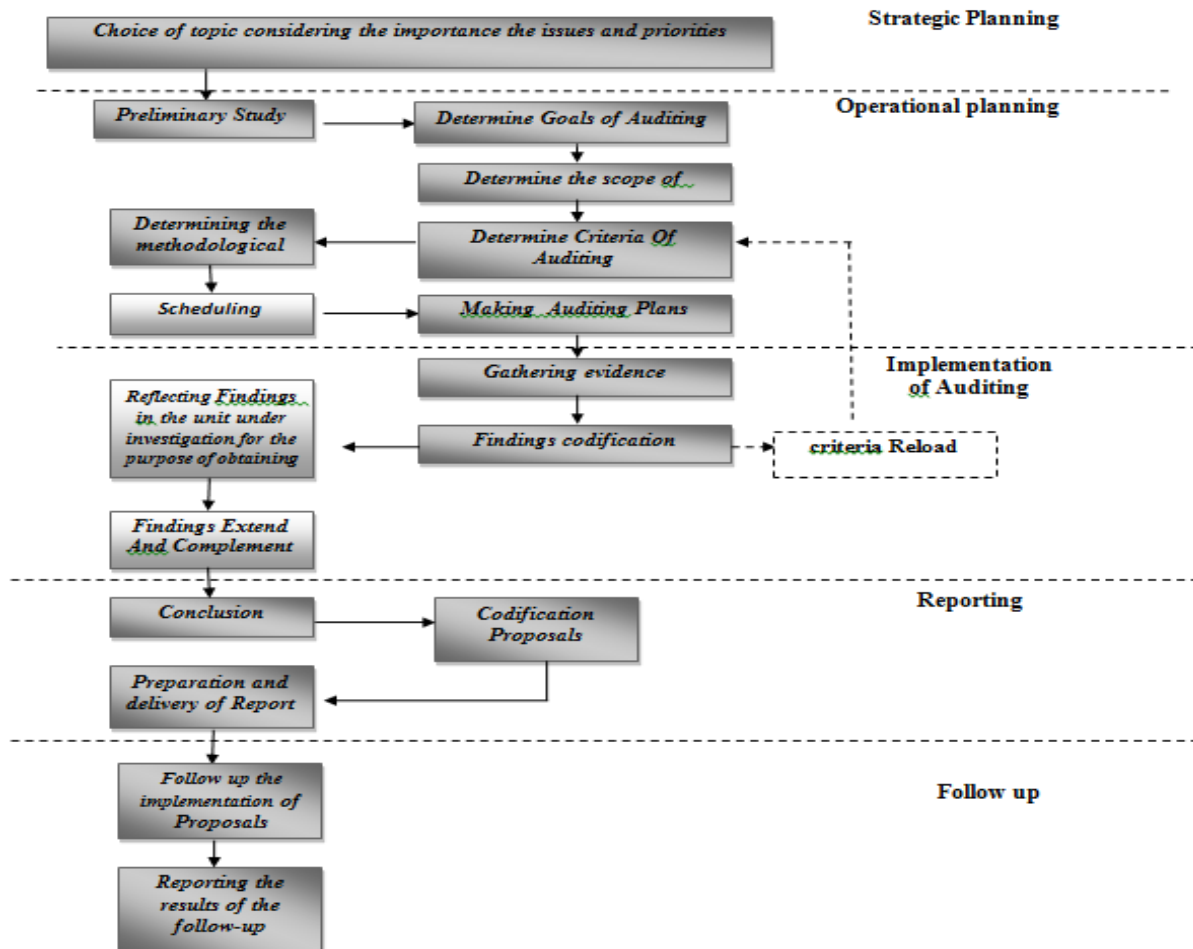 Strategic Planning
Choice of topic considering the importance the issues and priorities
Operational planning
Preliminary Study
Determine Goals of Auditing
Determine the scope of
Determining the
methodological
Determine Criteria Of
Auditing
Scheduling
Making Auditing Plans
Implementation
of Auditing
Gathering evidence
Reflecting Findings
in the unit under
investigation for the
purpose of obtaining
Findings codification
criteria Reload
Findings Extend
And Complement
Reporting
Conclusion
Codification
Proposals
Preparation and
delivery of Report
Follow up
Follow up the
implementation of
Proposals
Reporting the
results of the
follow-up